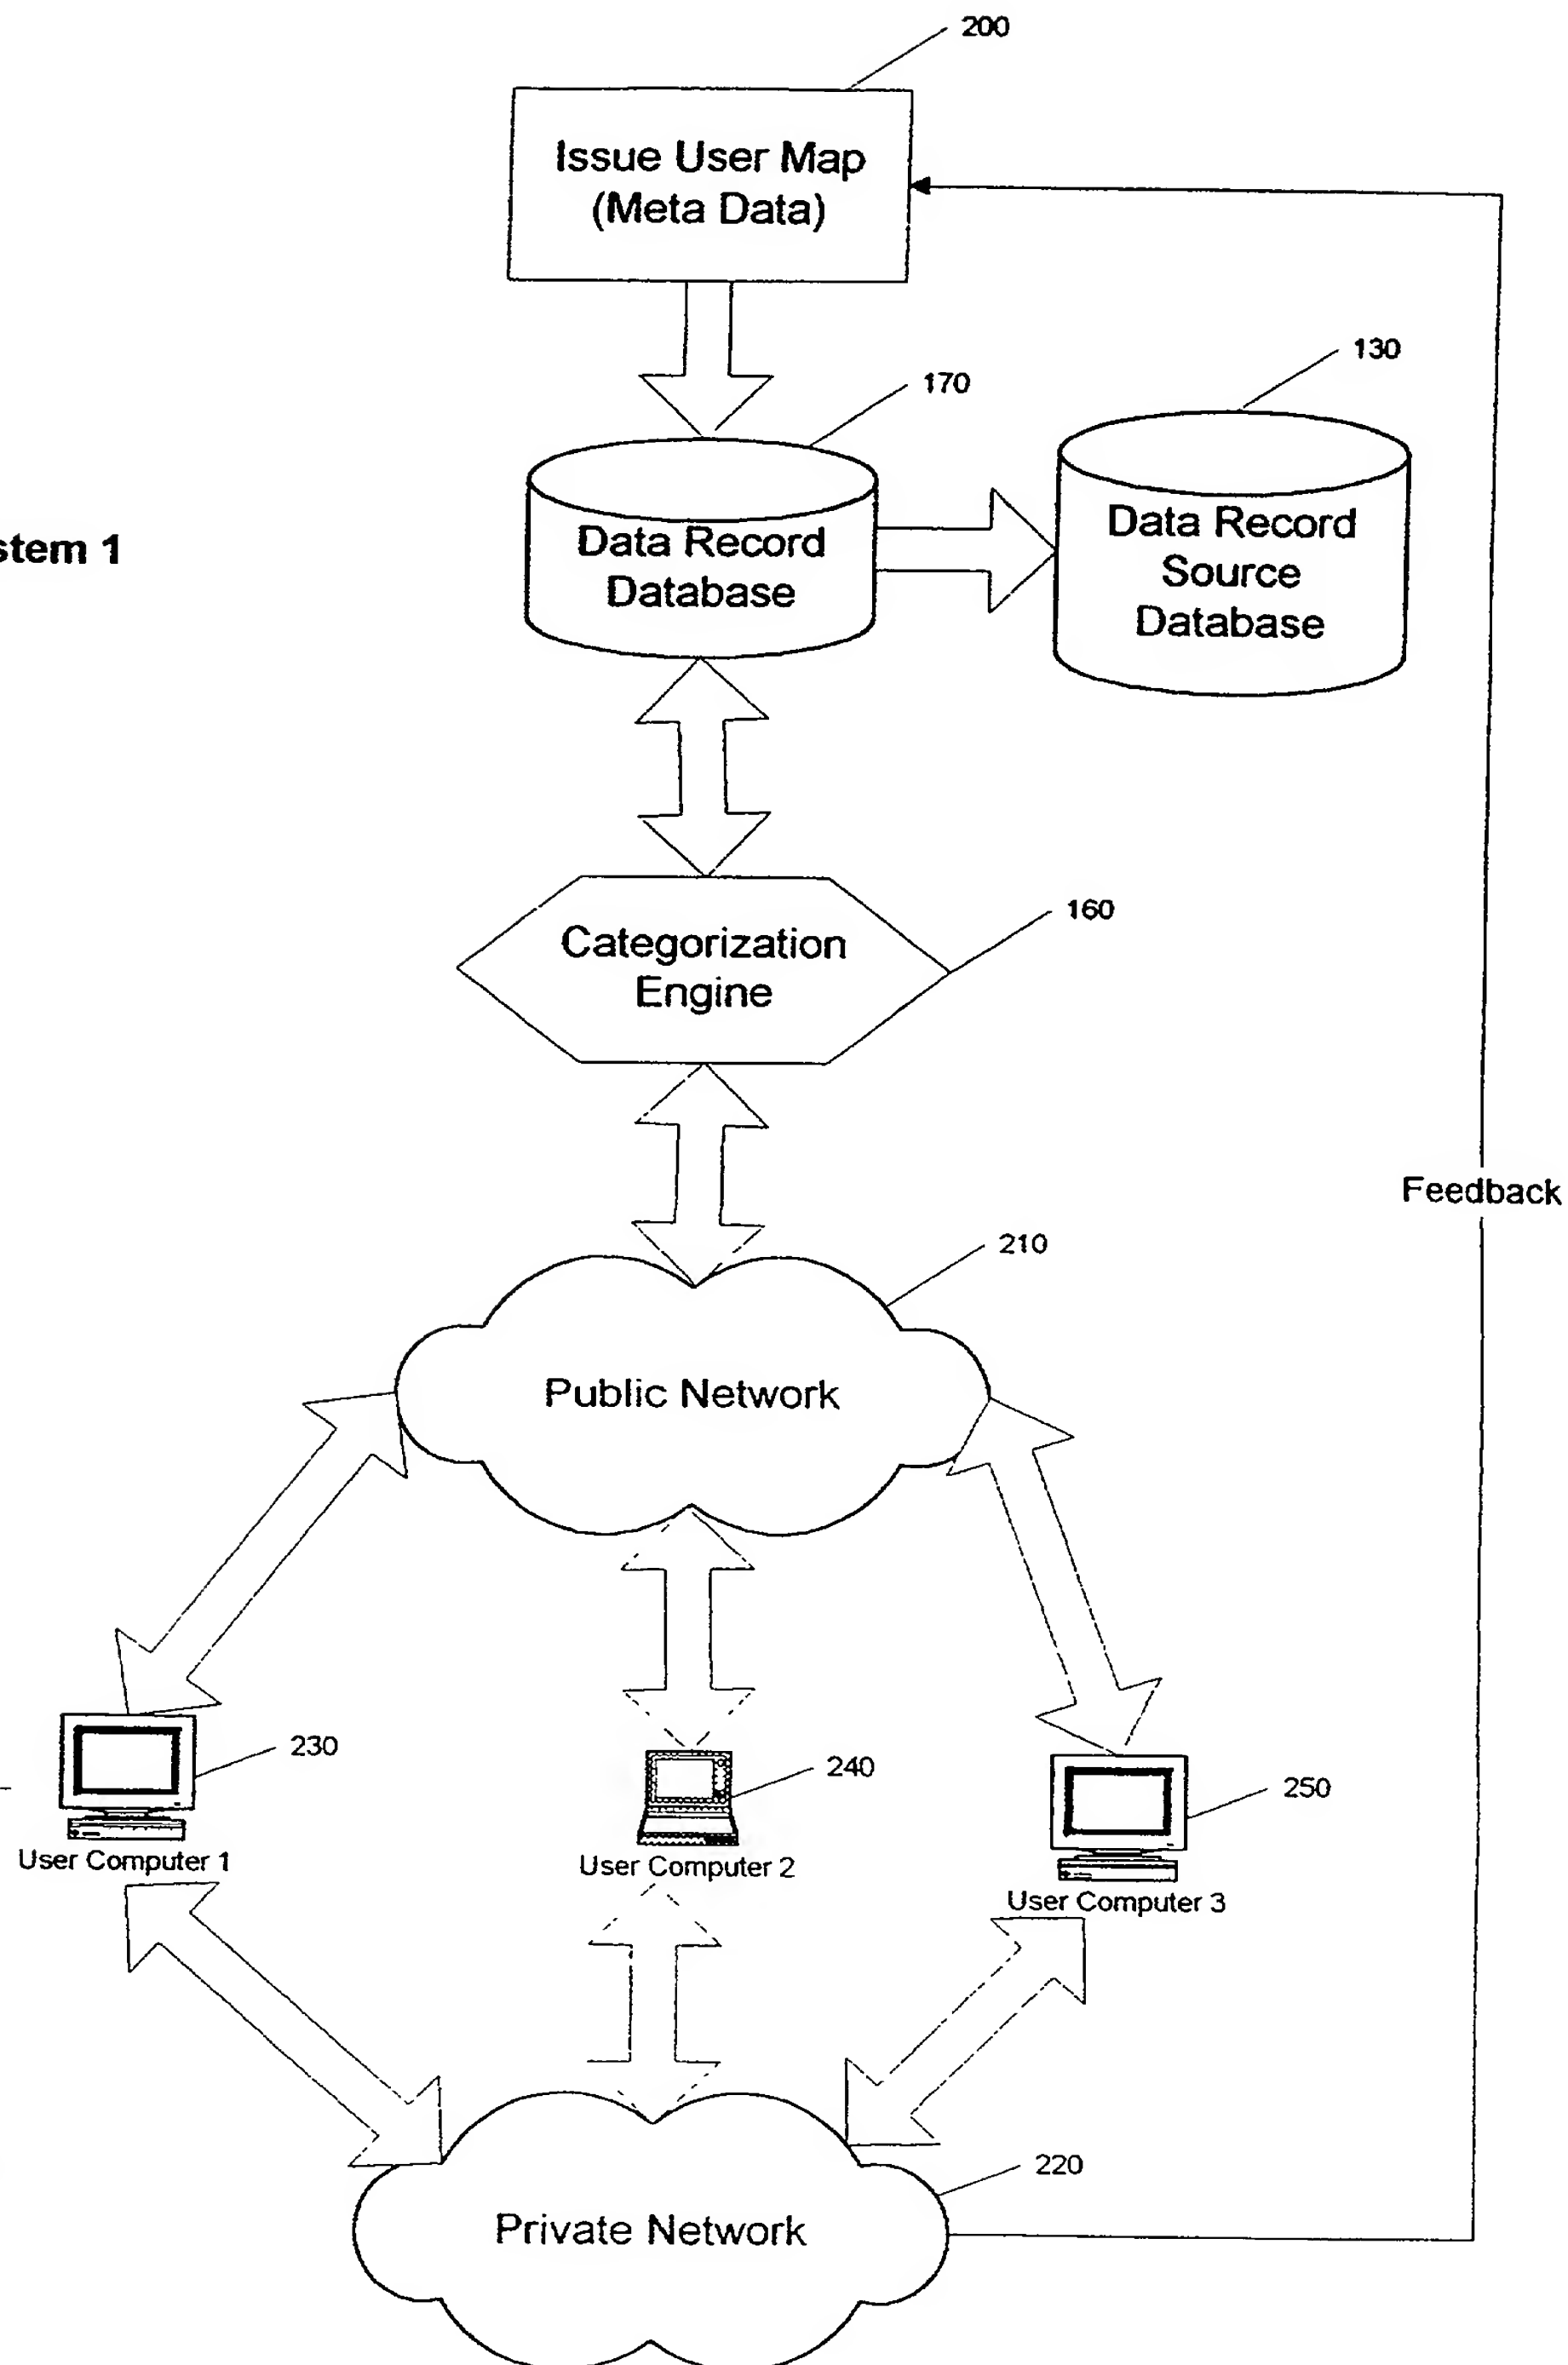 200
Issue User Map
(Meta Data)
130
170
Data Record
Database
Data Record
Source
Database
stem 1
160
Categorization
Engine
Feedback
210
Public Network
230
240
250
User Computer 1
User Computer 2
User Computer 3
220
Private Network